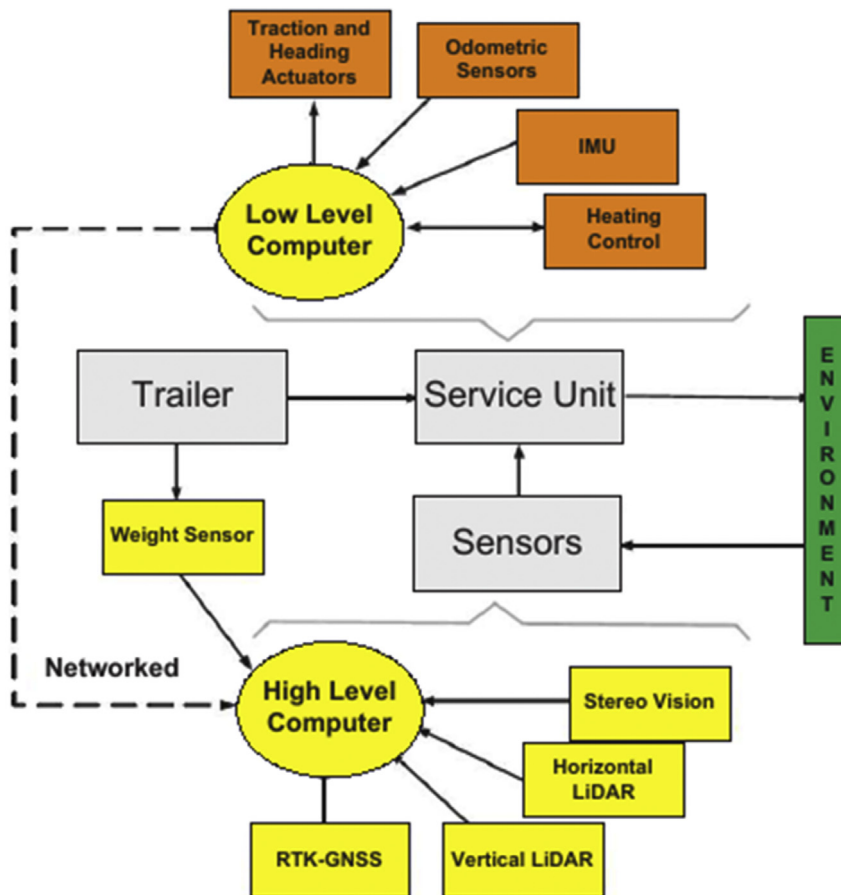 Traction and
Heading
Actuators
Odometric
Sensors
IMU
Low Level
Computer
Heating
Control
Trailer
Service Unit
ENVIRONMENT
Weight Sensor
Sensors
Networked
High Level
Computer
Stereo Vision
Horizontal
LiDAR
RTK-GNSS
Vertical LiDAR